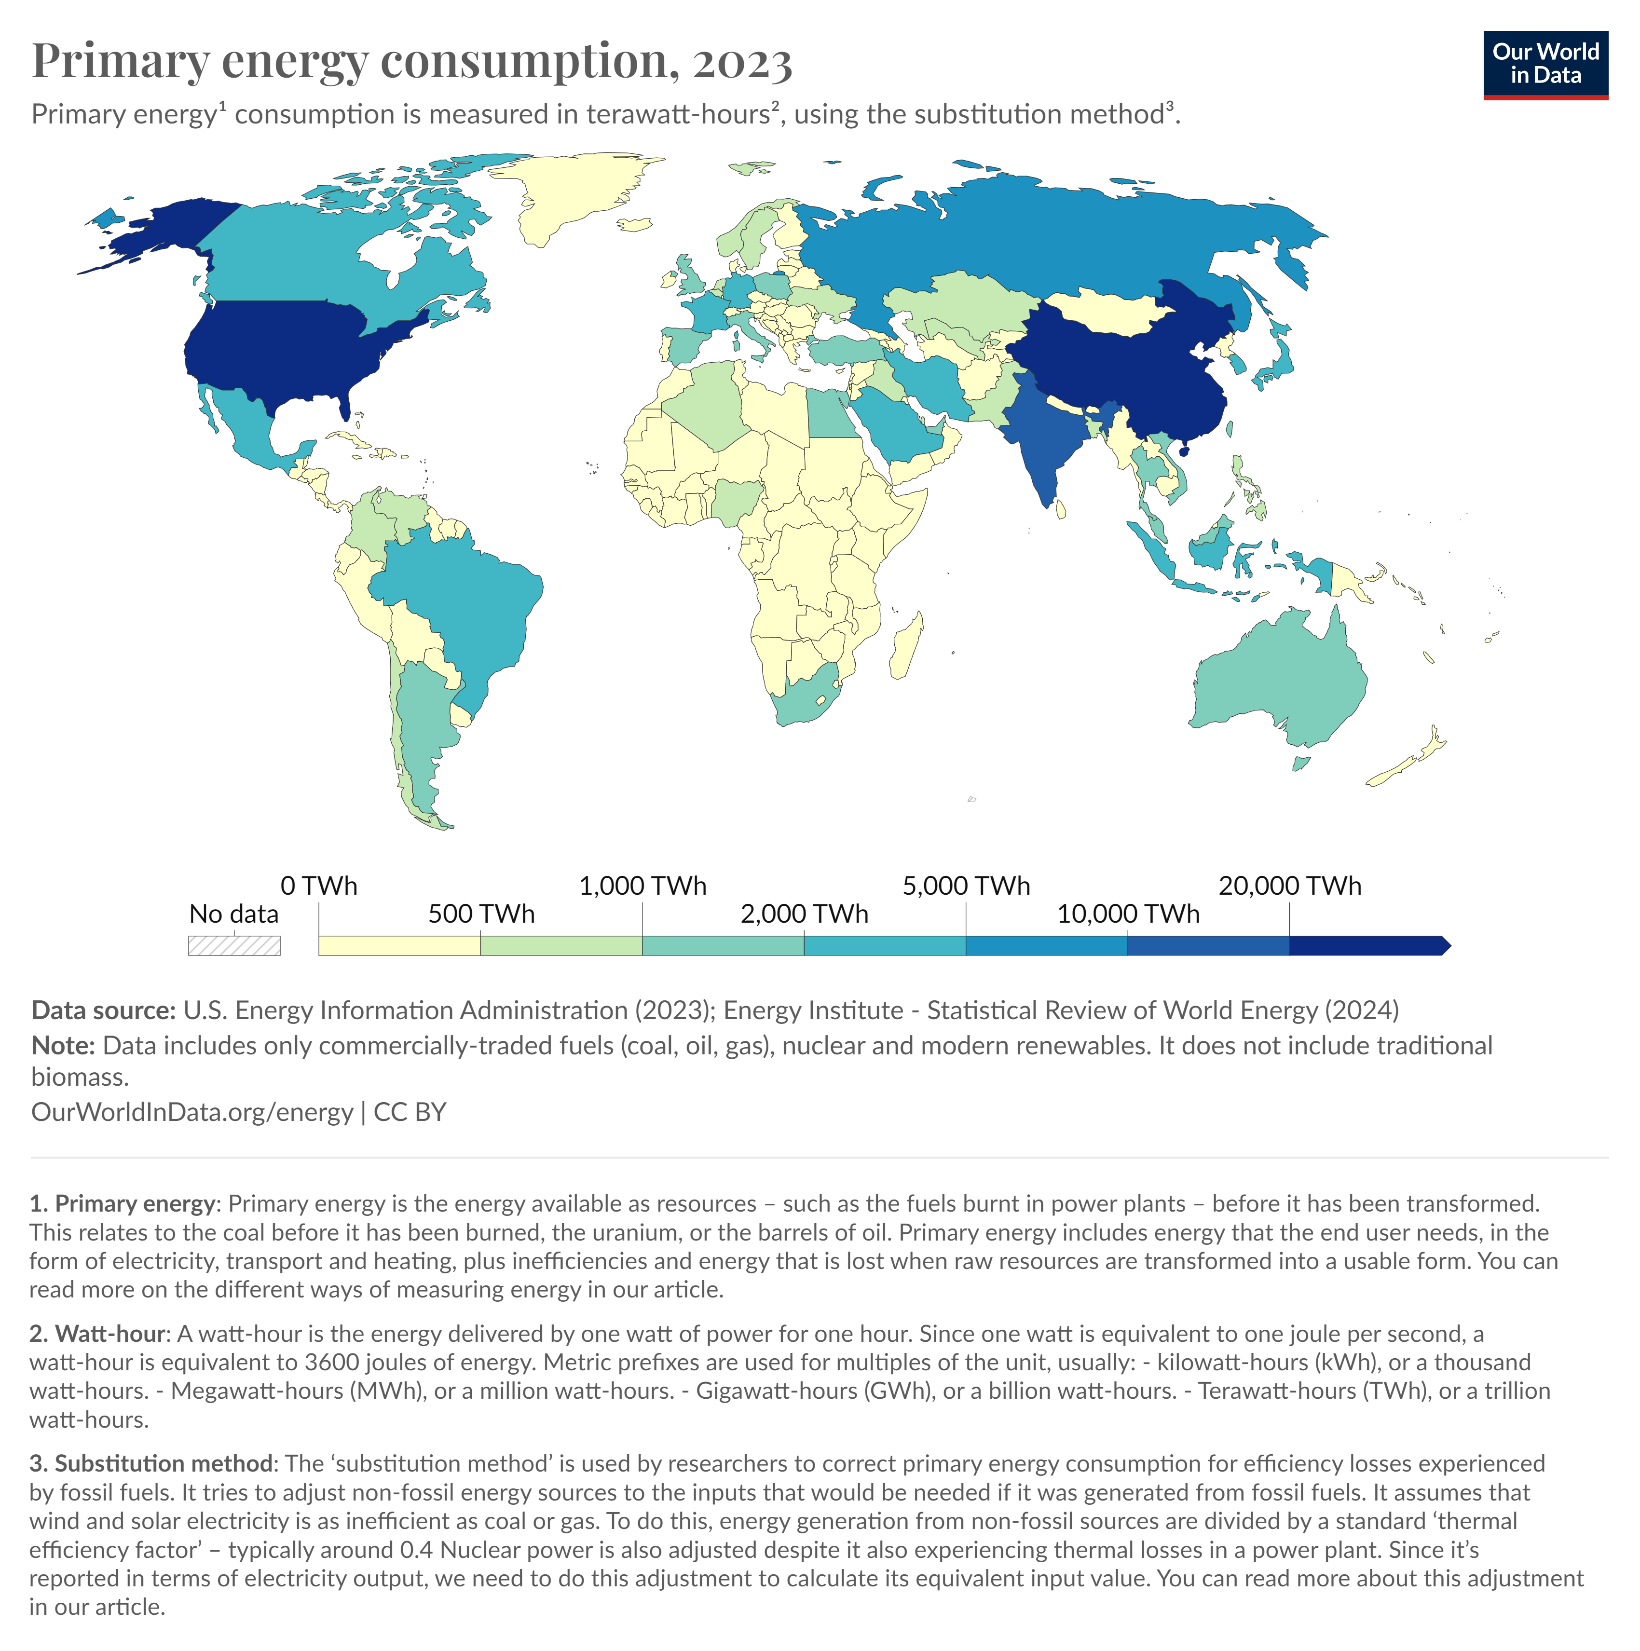 Primary energy consumption, 2023
Our World
in Data
Primary energy¹ consumption is measured in terawatt-hours², using the substitution method³.
0 TWh
1,000 TWh
5,000 TWh
20,000 TWh
No data
500 TWh
2,000 TWh
10,000 TWh
Data source: U.S. Energy Information Administration (2023); Energy Institute - Statistical Review of World Energy (2024)
Note: Data includes only commercially-traded fuels (coal, oil, gas), nuclear and modern renewables. It does not include traditional
biomass.
OurWorldInData.org/energy | CC BY
1. Primary energy: Primary energy is the energy available as resources – such as the fuels burnt in power plants – before it has been transformed.
This relates to the coal before it has been burned, the uranium, or the barrels of oil. Primary energy includes energy that the end user needs, in the
form of electricity, transport and heating, plus inefficiencies and energy that is lost when raw resources are transformed into a usable form. You can
read more on the different ways of measuring energy in our article.
2. Watt-hour: A watt-hour is the energy delivered by one watt of power for one hour. Since one watt is equivalent to one joule per second, a
watt-hour is equivalent to 3600 joules of energy. Metric prefixes are used for multiples of the unit, usually: - kilowatt-hours (kWh), or a thousand
watt-hours. - Megawatt-hours (MWh), or a million watt-hours. - Gigawatt-hours (GWh), or a billion watt-hours. - Terawatt-hours (TWh), or a trillion
watt-hours.
3. Substitution method: The ‘substitution method’ is used by researchers to correct primary energy consumption for efficiency losses experienced
by fossil fuels. It tries to adjust non-fossil energy sources to the inputs that would be needed if it was generated from fossil fuels. It assumes that
wind and solar electricity is as inefficient as coal or gas. To do this, energy generation from non-fossil sources are divided by a standard ‘thermal
efficiency factor’ – typically around 0.4 Nuclear power is also adjusted despite it also experiencing thermal losses in a power plant. Since it’s
reported in terms of electricity output, we need to do this adjustment to calculate its equivalent input value. You can read more about this adjustment
in our article.